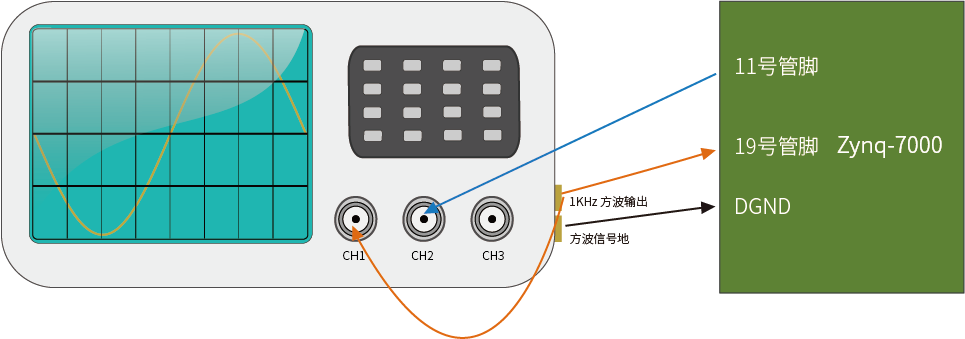 11号管脚
19号管脚 Zynq-7000
1KHz 方波输出
DGND
方波信号地
CH1 CH2 CH3